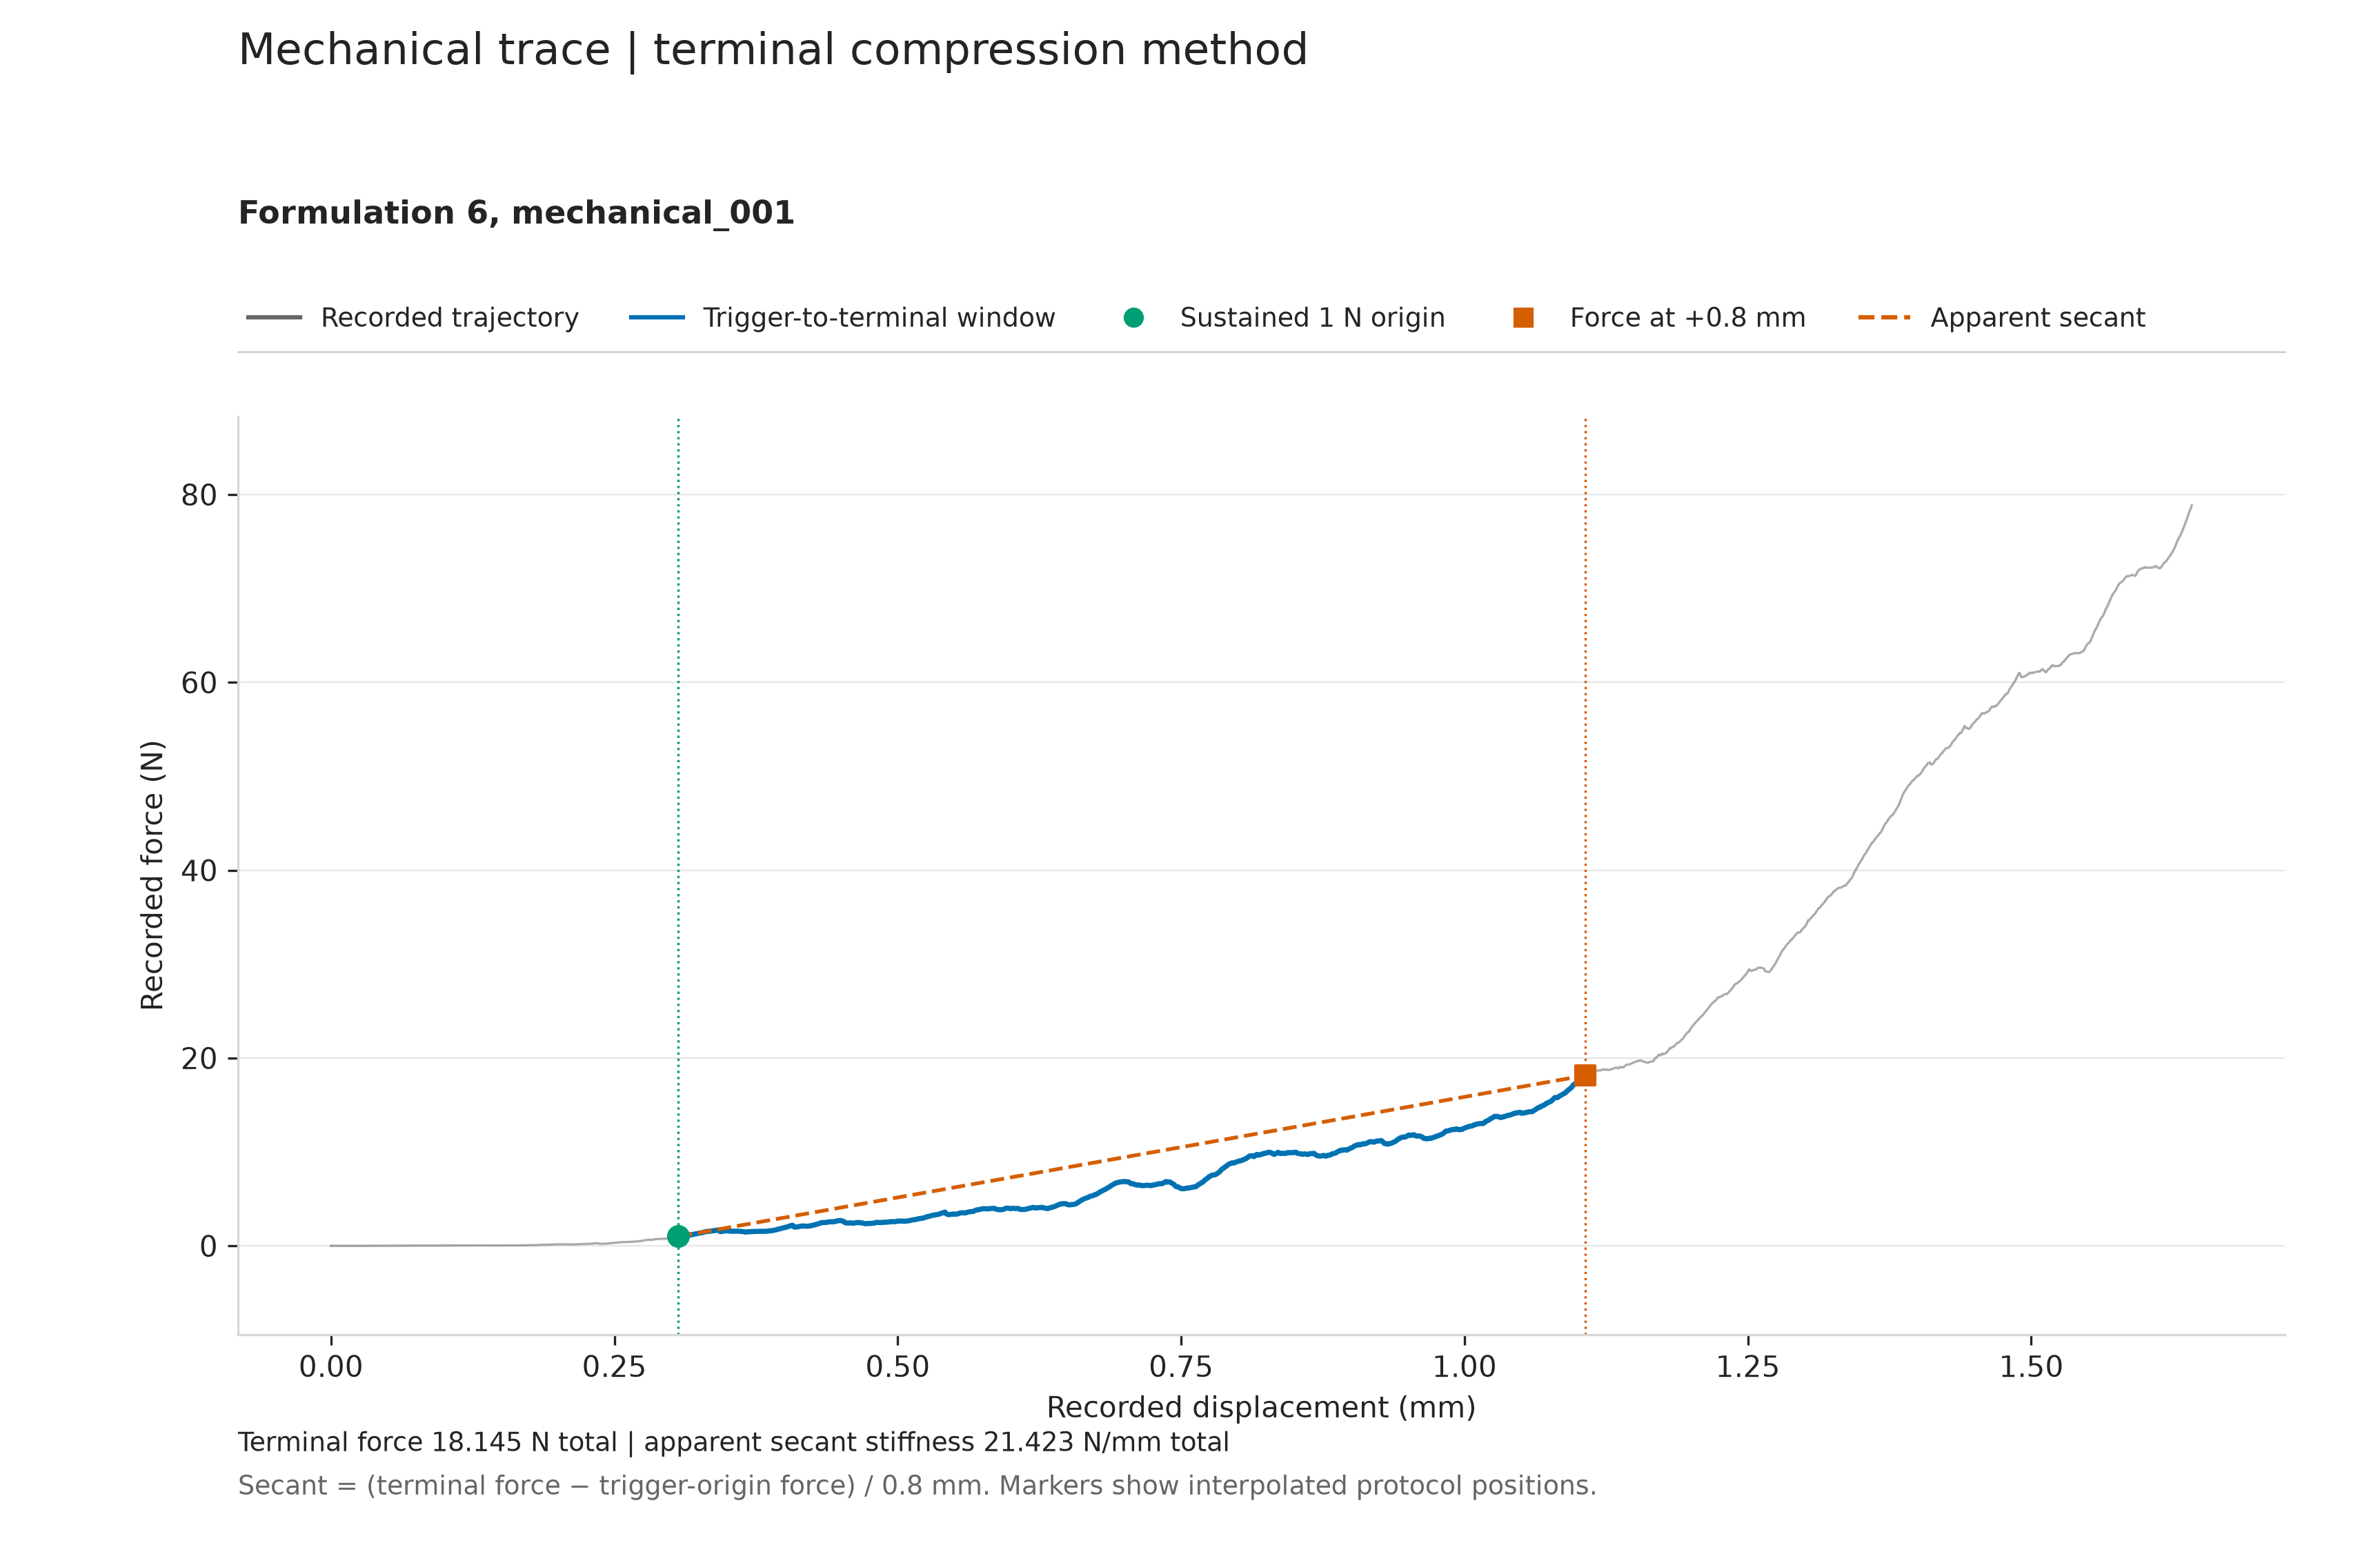 Mechanical trace | terminal compression method
Formulation 6, mechanical_001
Recorded trajectory
Trigger-to-terminal window
Sustained 1 N origin
Force at +0.8 mm
Apparent secant
80
60
40
20
0
Recorded force (N)
0.00
0.25
0.50
0.75
1.00
1.25
1.50
Recorded displacement (mm)
Terminal force 18.145 N total | apparent secant stiffness 21.423 N/mm total
Secant = (terminal force − trigger-origin force) / 0.8 mm. Markers show interpolated protocol positions.